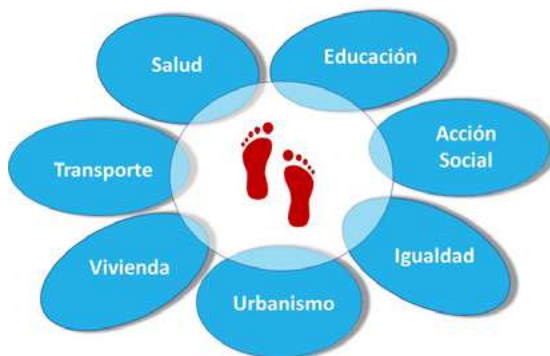 Salud
Educación
Acción
Social
Igualdad
Urbanismo
Vivienda
Transporte